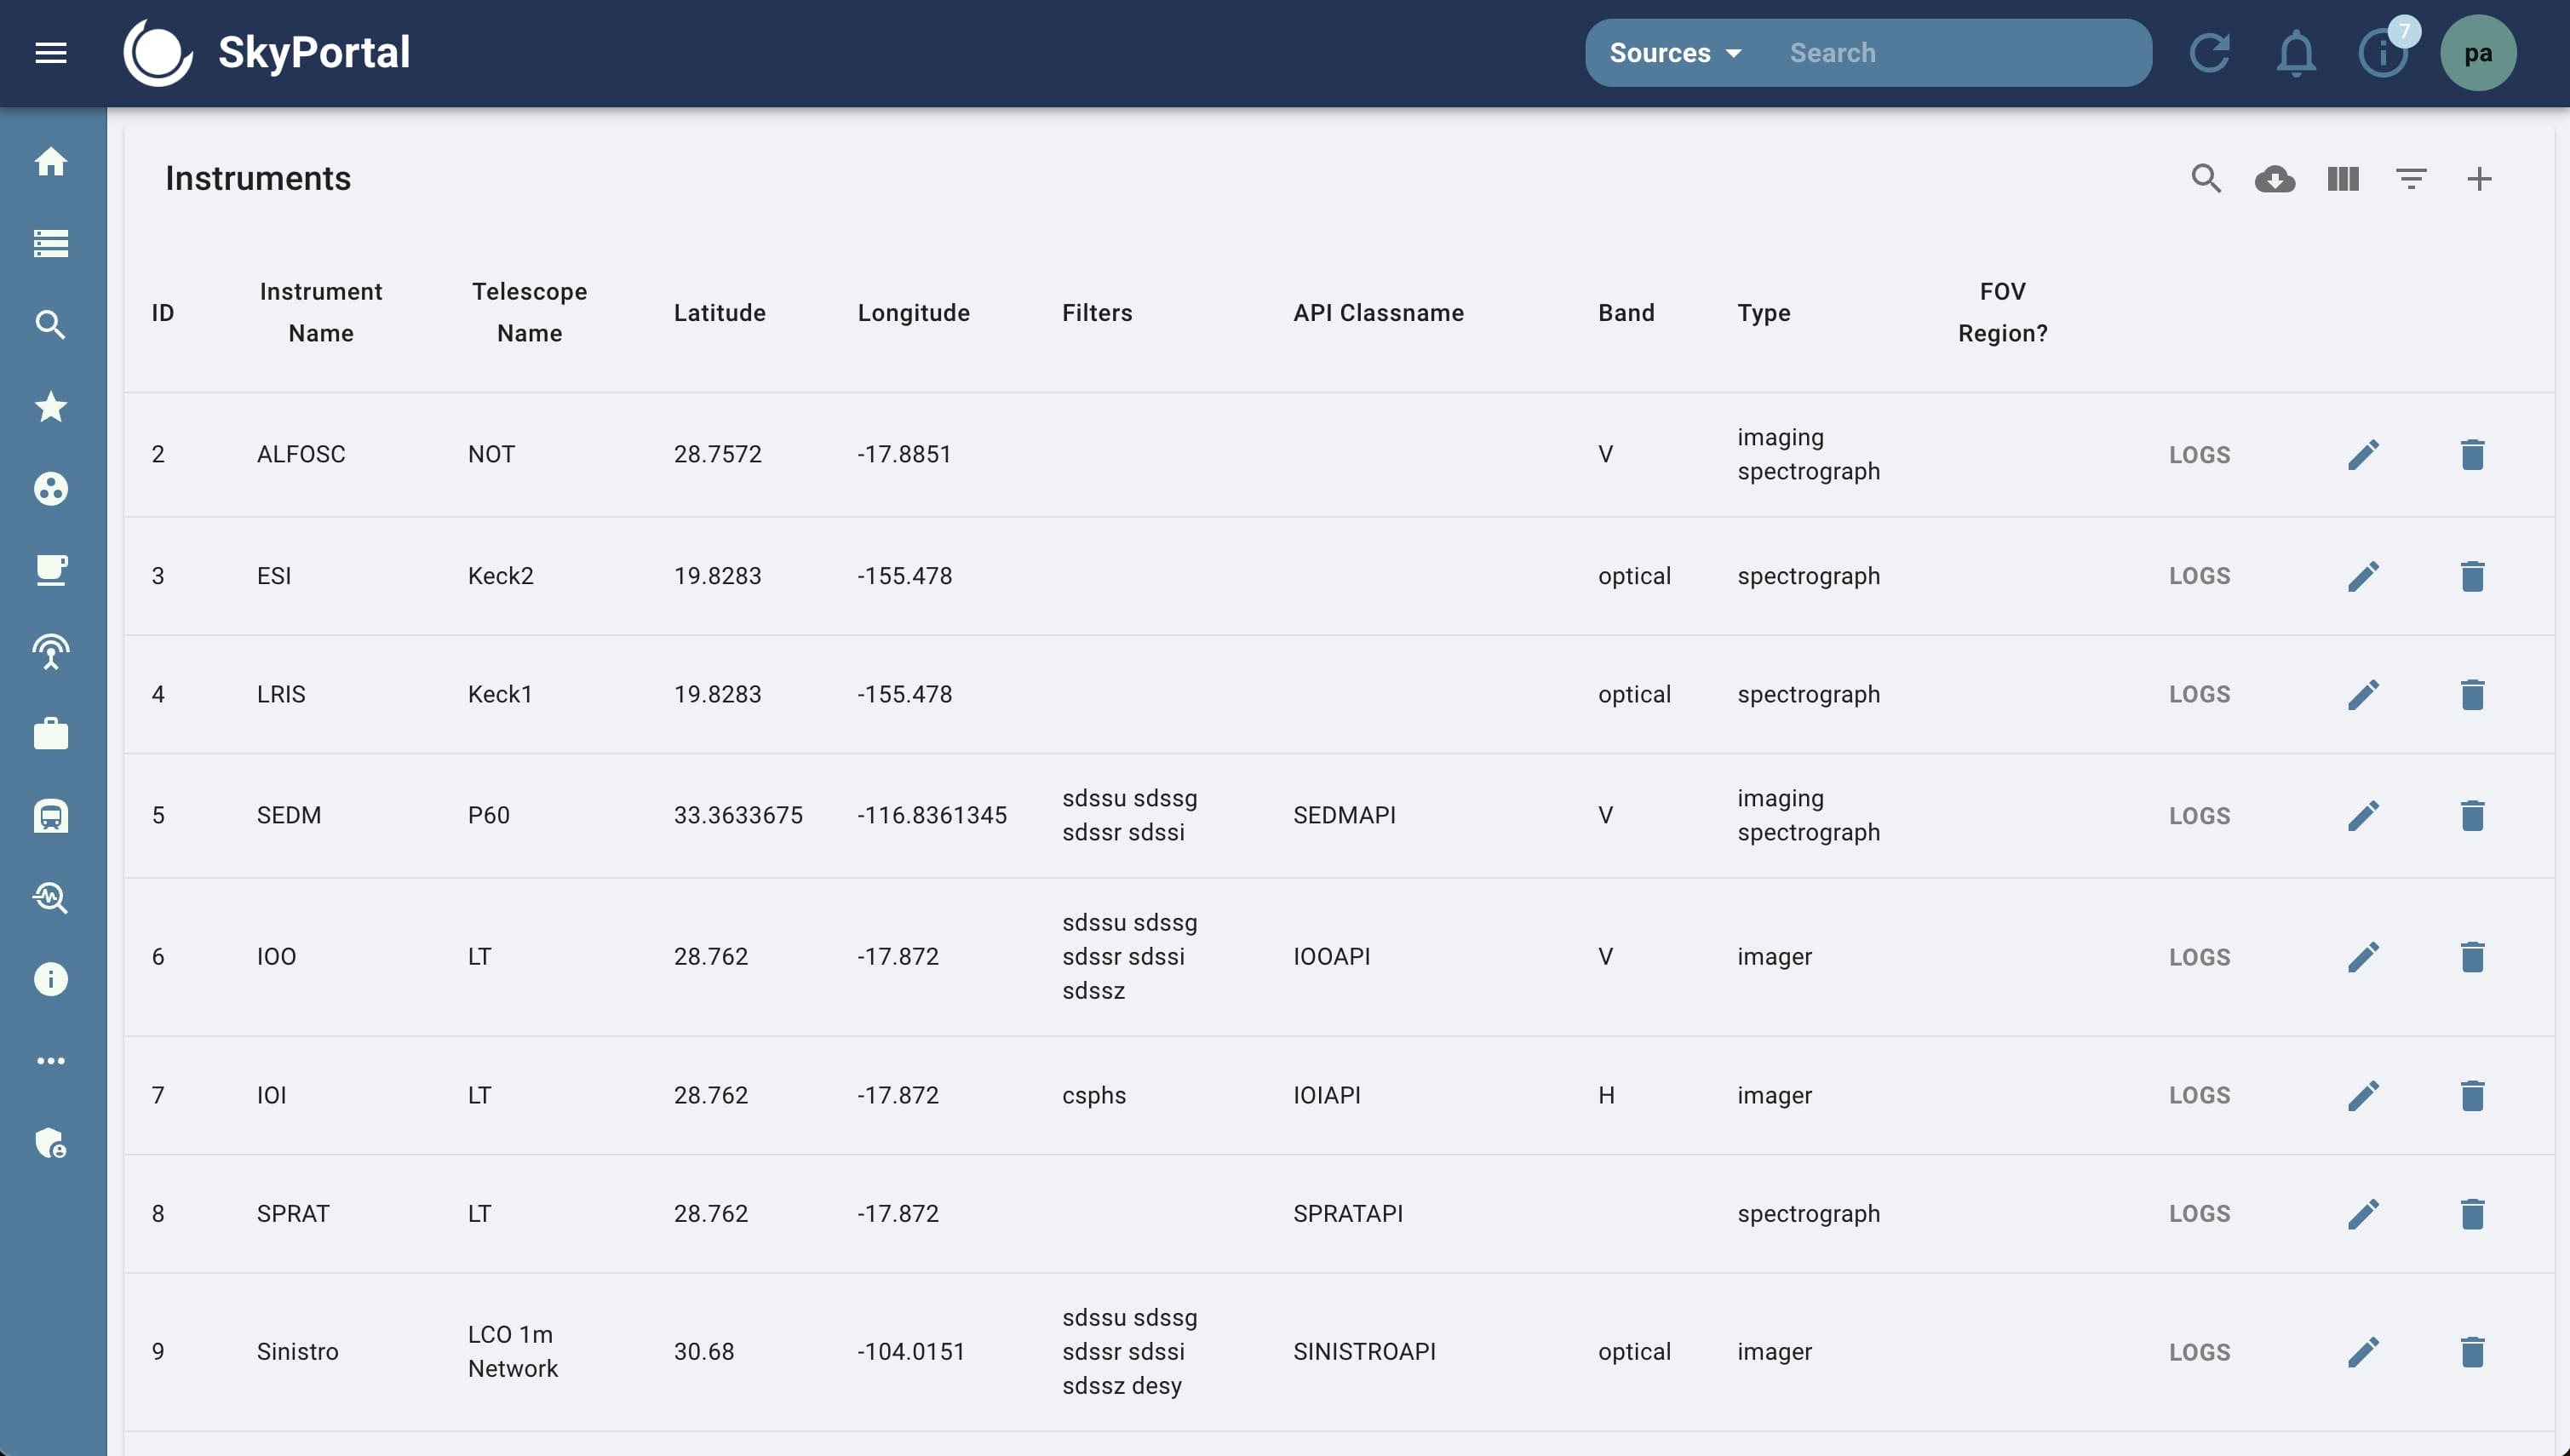 SkyPortal
Sources Search
7
pa
Instruments
ID Instrument Name Telescope Name Latitude Longitude Filters API Classname Band Type FOV Region?
2 ALFOSC NOT 28.7572 -17.8851 V imaging spectrograph LOGS
3 ESI Keck2 19.8283 -155.478 optical spectrograph LOGS
4 LRIS Keck1 19.8283 -155.478 optical spectrograph LOGS
5 SEDM P60 33.3633675 -116.8361345 sdssu sdssg sdssr sdssi SEDMAPI V imaging spectrograph LOGS
6 IOO LT 28.762 -17.872 sdssu sdssg sdssr sdssi sdssz IOOAPI V imager LOGS
7 IOI LT 28.762 -17.872 csphs IOIAPI H imager LOGS
8 SPRAT LT 28.762 -17.872 SPRATAPI spectrograph LOGS
9 Sinistro LCO 1m Network 30.68 -104.0151 sdssu sdssg sdssr sdssi sdssz desy SINISTROAPI optical imager LOGS